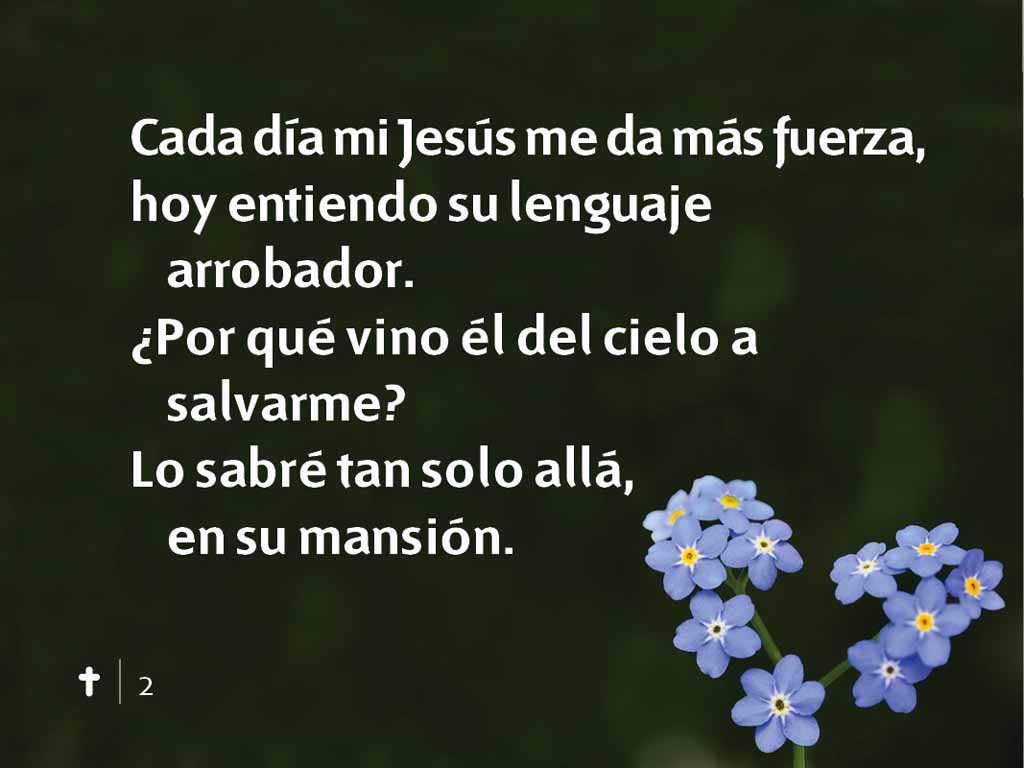 Cada día mi Jesús me da más fuerza,
hoy entiendo su lenguaje
arrobador.
¿Por qué vino él del cielo a
salvarme?
Lo sabré tan solo allá,
en su mansión.
2